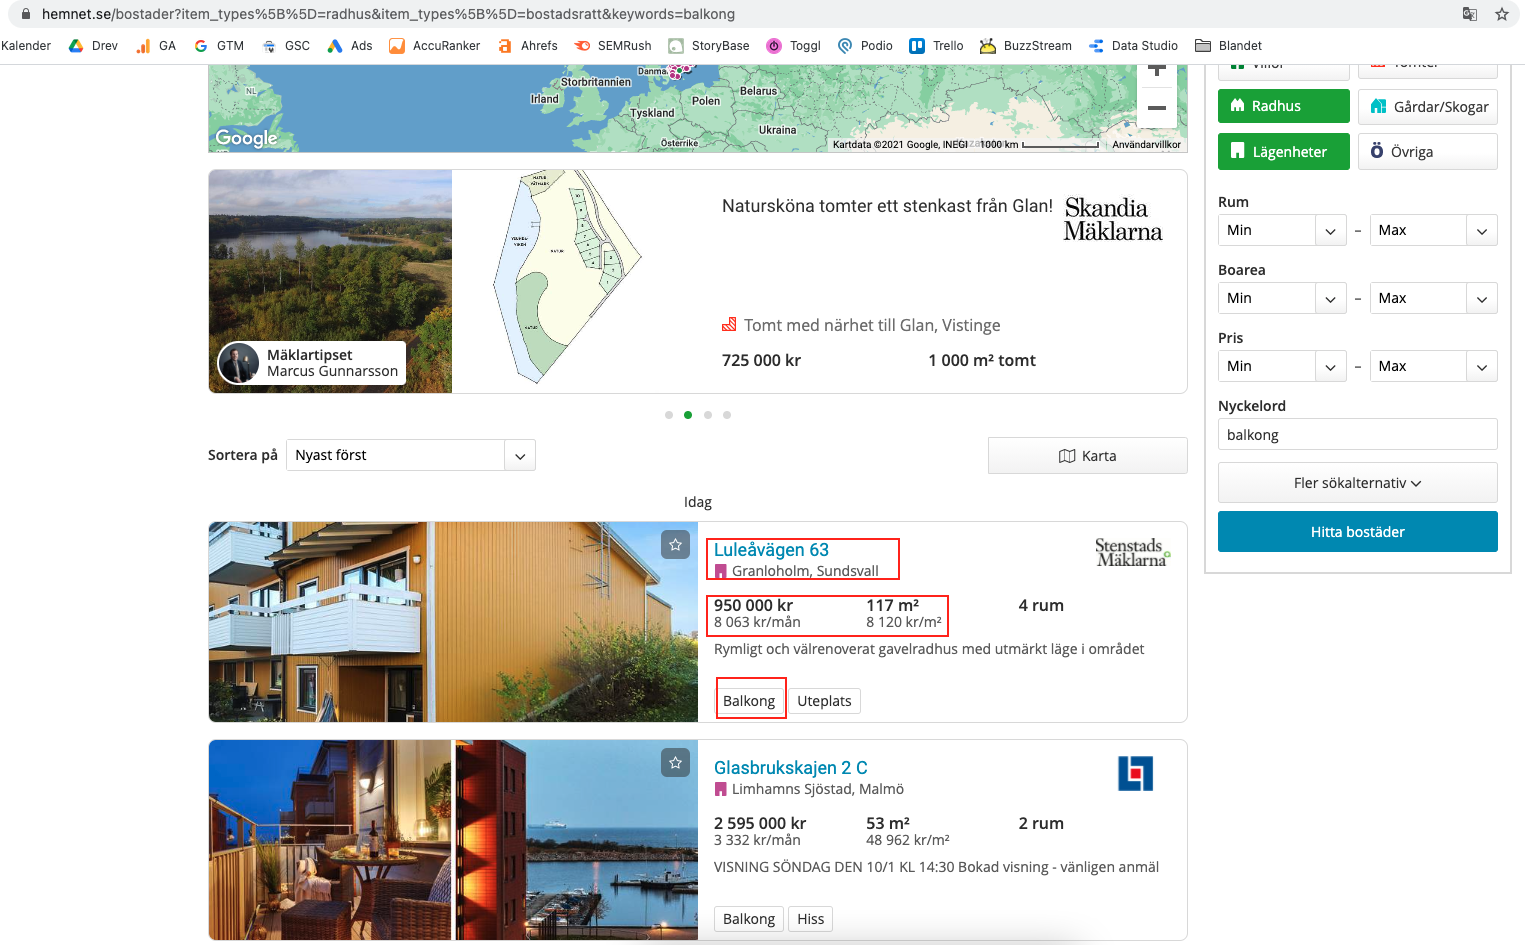 hemnet.se/bostader?item_types%5B%5D=radhus&item_types%5B%5D=bostadsratt&keywords=balkong
Kalender Drev GA GTM GSC Ads AccuRanker Ahrefs SEMRush StoryBase Toggl Podio Trello BuzzStream Data Studio Blandet
NL
Danma
Storbritannien
Irland
Polen
Belarus
Tyskland
Ukraina
Österrike
Google
Kartdata ©2021 Google, INEGI 1000 km Användarvillkor
Natursköna tomter ett stenkast från Glan!
Skandia
Mäklarna
NATUR
NATUR
Tomt med närhet till Glan, Vistinge
725 000 kr 1 000 m² tomt
Mäklartipset
Marcus Gunnarsson
Sortera på Nyast först Karta
Idag
Luleåvägen 63
Granloholm, Sundsvall
Stenstads
Mäklarna
950 000 kr 117 m² 4 rum
8 063 kr/mån 8 120 kr/m²
Rymligt och välrenoverat gavelradhus med utmärkt läge i området
Balkong Uteplats
Glasbrukskajen 2 C
Limhamns Sjöstad, Malmö
2 595 000 kr 53 m² 2 rum
3 332 kr/mån 48 962 kr/m²
VISNING SÖNDAG DEN 10/1 KL 14:30 Bokad visning - vänligen anmäl
Balkong Hiss
Villor Tomter
Radhus Gårdar/Skogar
Lägenheter Övriga
Rum
Min – Max
Boarea
Min – Max
Pris
Min – Max
Nyckelord
balkong
Fler sökalternativ
Hitta bostäder